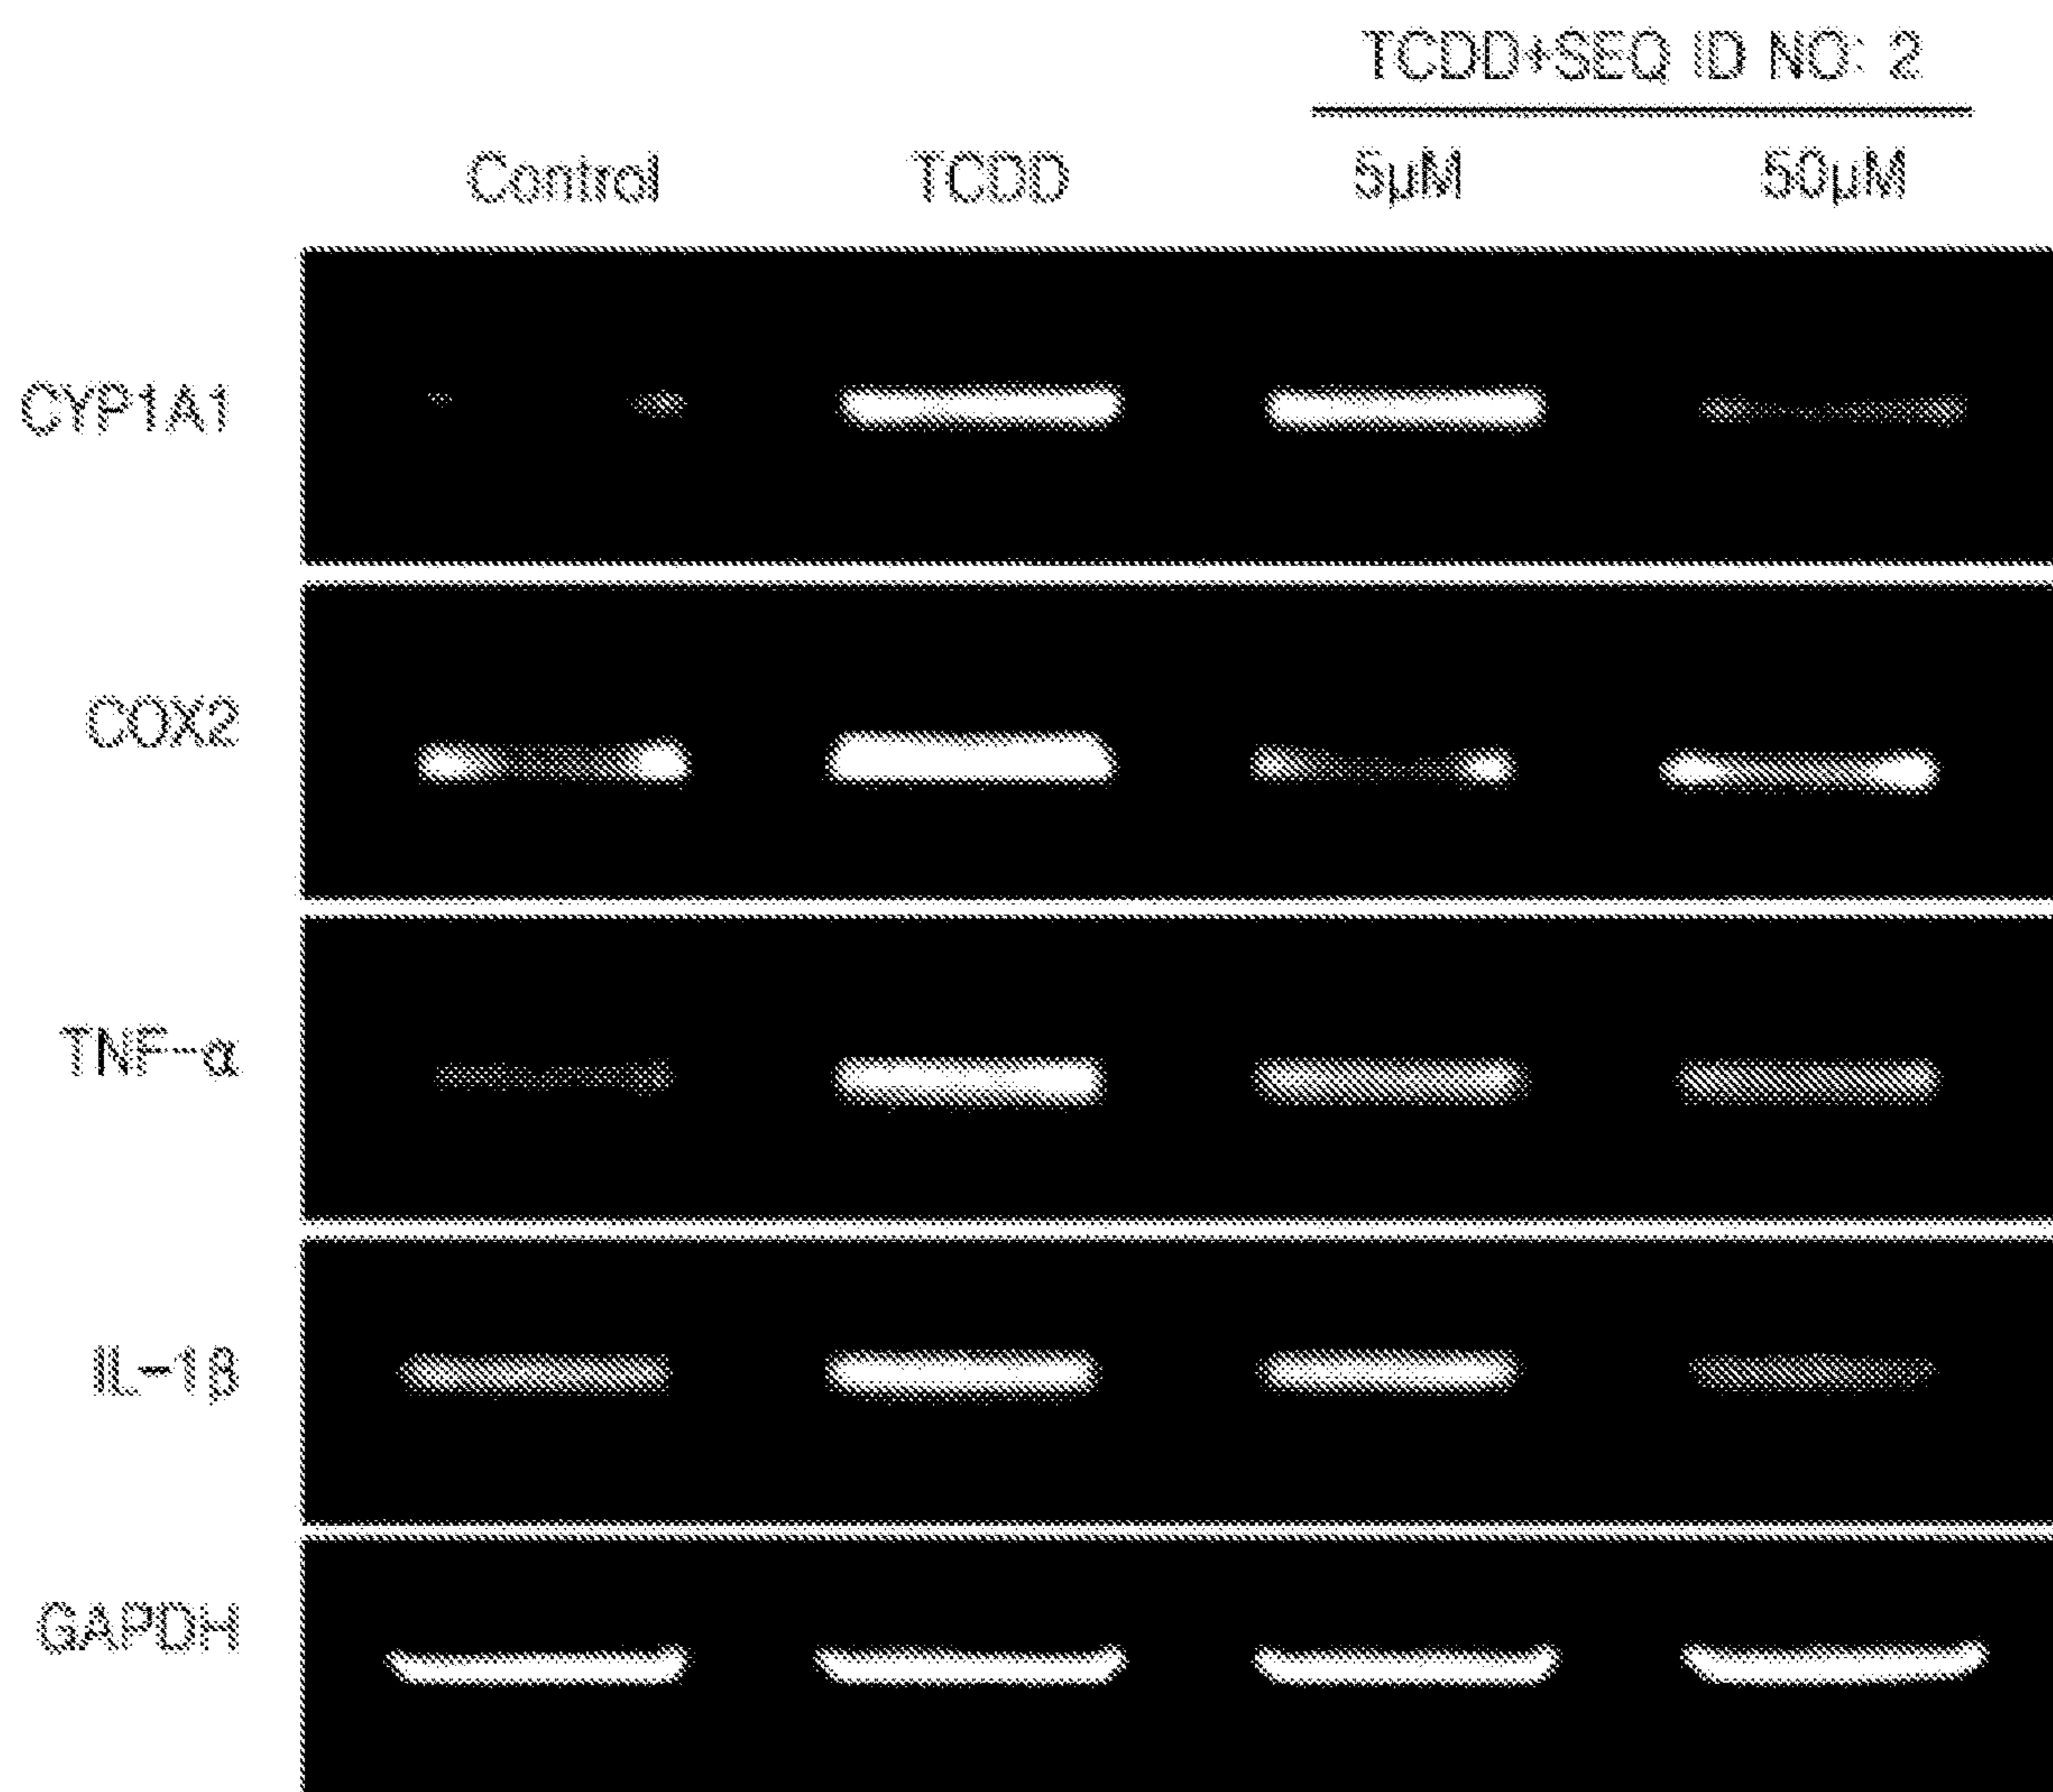 TCDD+SEQ ID NO: 2
Control TCDD 5μM 50μM
CYP1A1
COX2
TNF-α
IL-1β
GAPDH